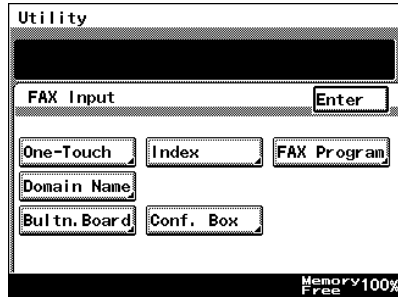 Utility
FAX Input Enter
One-Touch Index FAX Program
Domain Name
Bultn.Board Conf. Box
Memory Free 100%